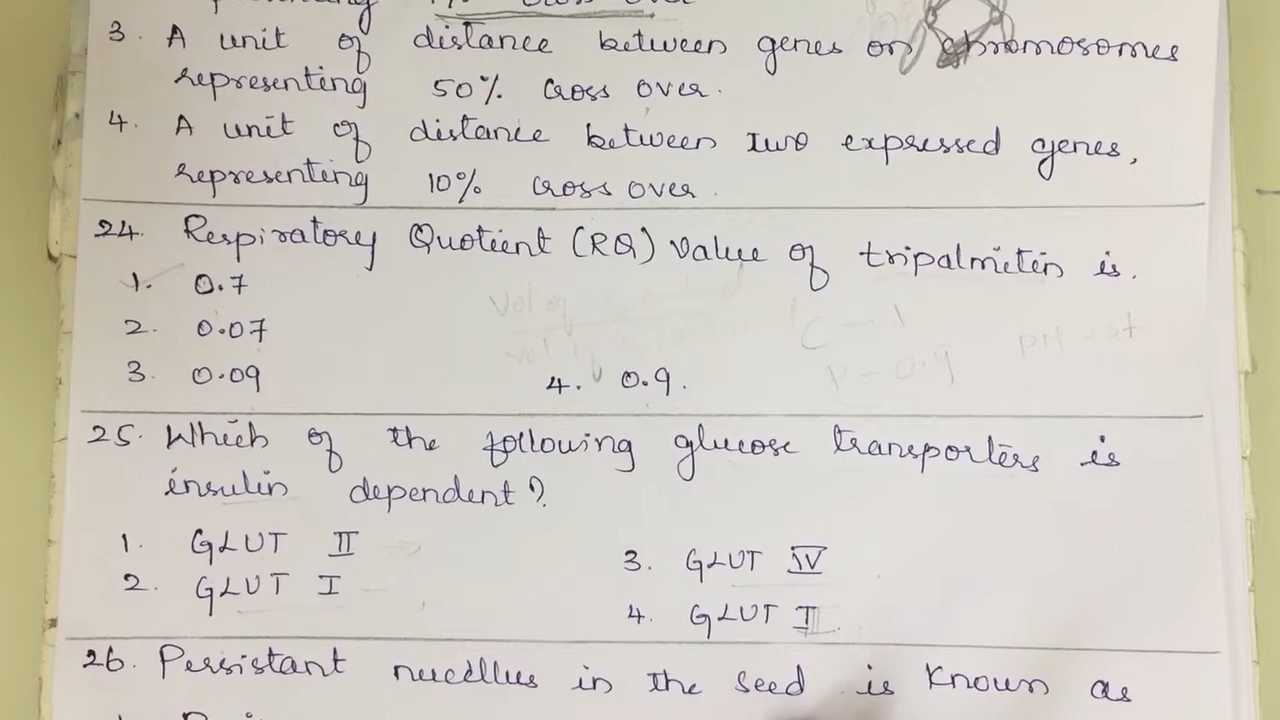 3. A unit of distance between genes on chromosomes
representing 50% cross over.
4. A unit of distance between two expressed genes,
representing 10% cross over.
24. Respiratory Quotient (RQ) value of tripalmitin is.
1. 0.7
2. 0.07
3. 0.09 4. 0.9.
25. Which of the following glucose transporters is
insulin dependent?
1. GLUT II
3. GLUT IV
2. GLUT I
4. GLUT III
26. Persistant nucellus in the seed is known as